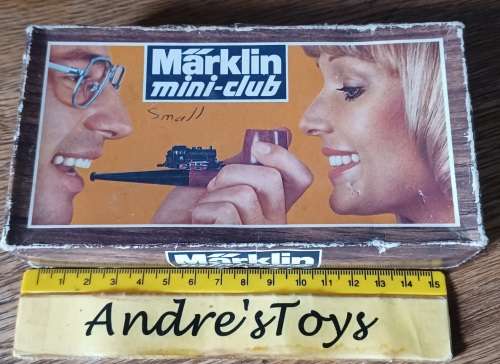 Märklin
mini-club
Small
Märklin
1 2 3 4 5 6 7 8 9 10 11 12 13 14 15
Andre'sToys